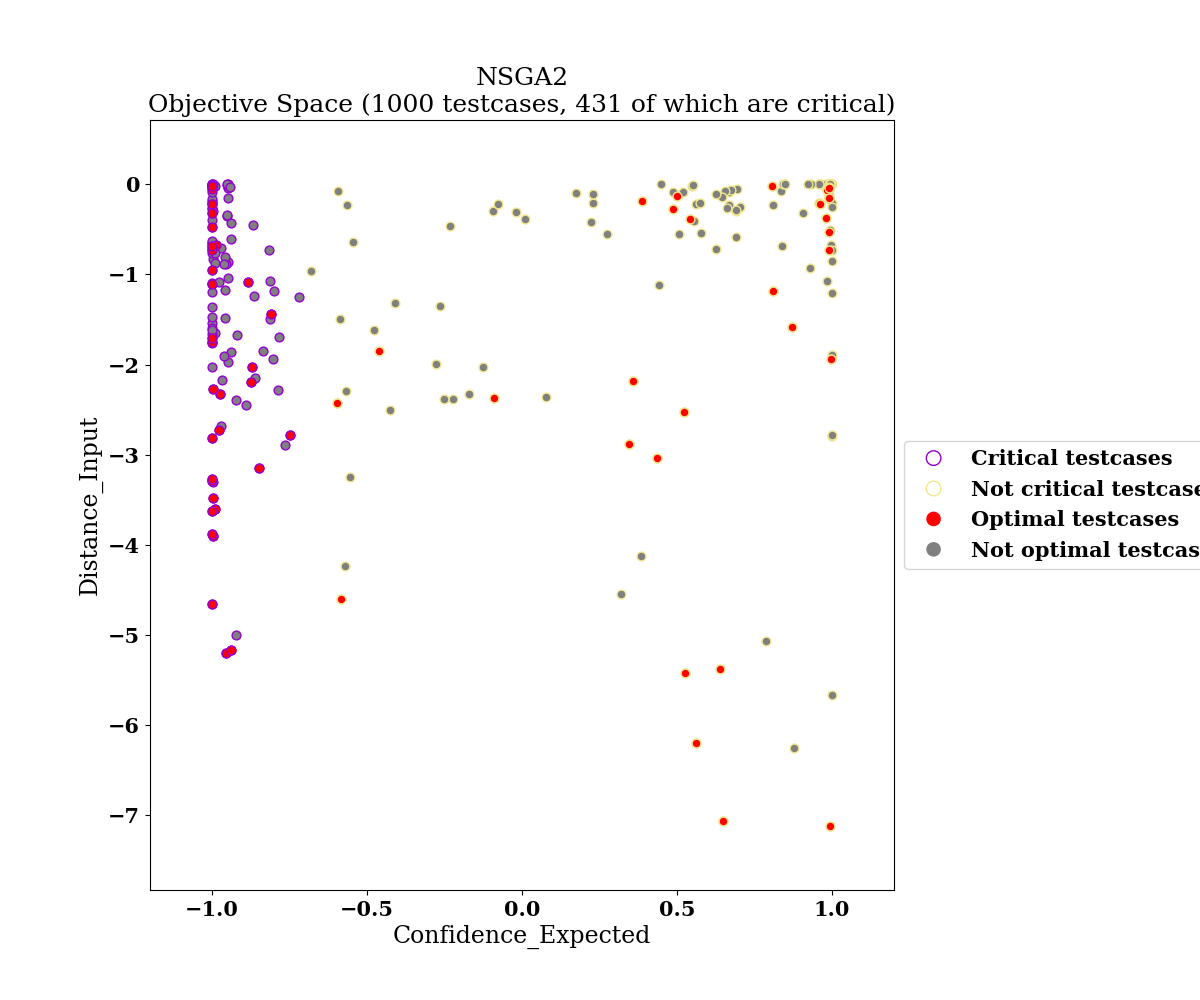 NSGA2
Objective Space (1000 testcases, 431 of which are critical)
0
−1
−2
−3
−4
−5
−6
−7
Distance_Input
−1.0
−0.5
0.0
0.5
1.0
Confidence_Expected
Critical testcases
Not critical testcase
Optimal testcases
Not optimal testcas